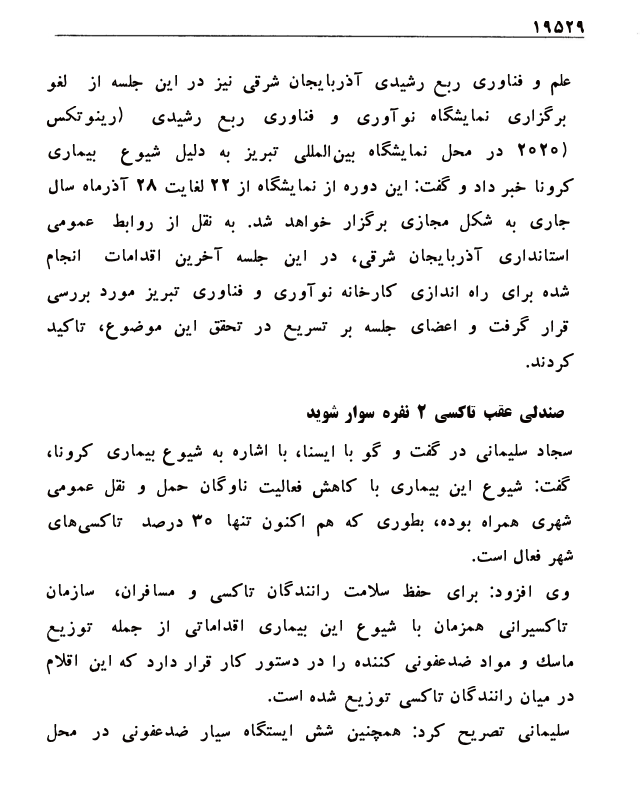 ۱۹۵۲۹
علم و فناوری ربع رشیدی آذربایجان شرقی نیز در این جلسه از لغو
برگزاری نمایشگاه نوآوری و فناوری ربع رشیدی (رینوتکس
۲۰۲۰) در محل نمایشگاه بین‌المللی تبریز به دلیل شیوع بیماری
کرونا خبر داد و گفت: این دوره از نمایشگاه از ۲۲ لغایت ۲۸ آذرماه سال
جاری به شکل مجازی برگزار خواهد شد. به نقل از روابط عمومی
استانداری آذربایجان شرقی، در این جلسه آخرین اقدامات انجام
شده برای راه اندازی کارخانه نوآوری و فناوری تبریز مورد بررسی
قرار گرفت و اعضای جلسه بر تسریع در تحقق این موضوع، تاکید
کردند.
صندلی عقب تاکسی ۲ نفره سوار شوید
سجاد سلیمانی در گفت و گو با ایسنا، با اشاره به شیوع بیماری کرونا،
گفت: شیوع این بیماری با کاهش فعالیت ناوگان حمل و نقل عمومی
شهری همراه بوده، بطوری که هم اکنون تنها ۳۰ درصد تاکسی‌های
شهر فعال است.
وی افزود: برای حفظ سلامت رانندگان تاکسی و مسافران، سازمان
تاکسیرانی همزمان با شیوع این بیماری اقداماتی از جمله توزیع
ماسك و مواد ضدعفونی کننده را در دستور کار قرار دارد که این اقلام
در میان رانندگان تاکسی توزیع شده است.
سلیمانی تصریح کرد: همچنین شش ایستگاه سیار ضدعفونی در محل